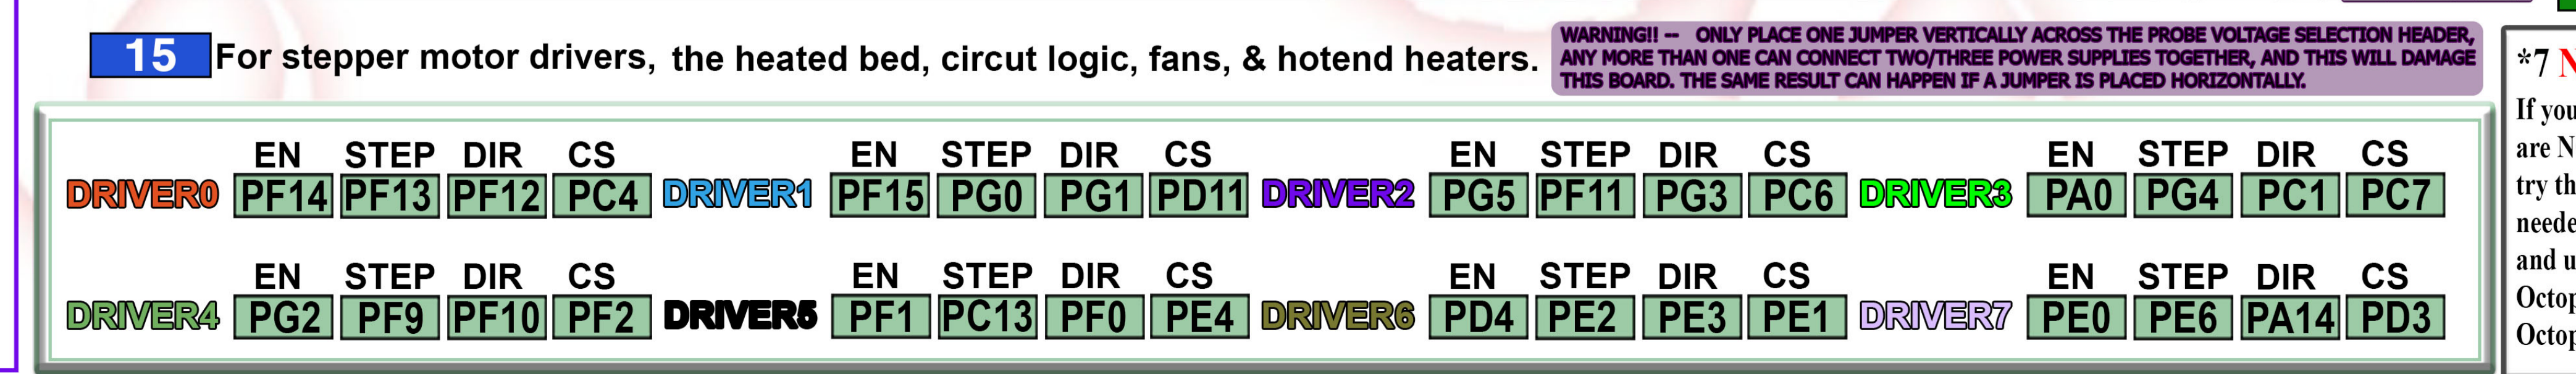 15 For stepper motor drivers, the heated bed, circut logic, fans, & hotend heaters.
WARNING!! -- ONLY PLACE ONE JUMPER VERTICALLY ACROSS THE PROBE VOLTAGE SELECTION HEADER,
ANY MORE THAN ONE CAN CONNECT TWO/THREE POWER SUPPLIES TOGETHER, AND THIS WILL DAMAGE
THIS BOARD. THE SAME RESULT CAN HAPPEN IF A JUMPER IS PLACED HORIZONTALLY.
EN STEP DIR CS EN STEP DIR CS EN STEP DIR CS EN STEP DIR CS
DRIVER0 PF14 PF13 PF12 PC4 DRIVER1 PF15 PG0 PG1 PD11 DRIVER2 PG5 PF11 PG3 PC6 DRIVER3 PA0 PG4 PC1 PC7
EN STEP DIR CS EN STEP DIR CS EN STEP DIR CS EN STEP DIR CS
DRIVER4 PG2 PF9 PF10 PF2 DRIVER5 PF1 PC13 PF0 PE4 DRIVER6 PD4 PE2 PE3 PE1 DRIVER7 PE0 PE6 PA14 PD3
*7
If you
are
try
and